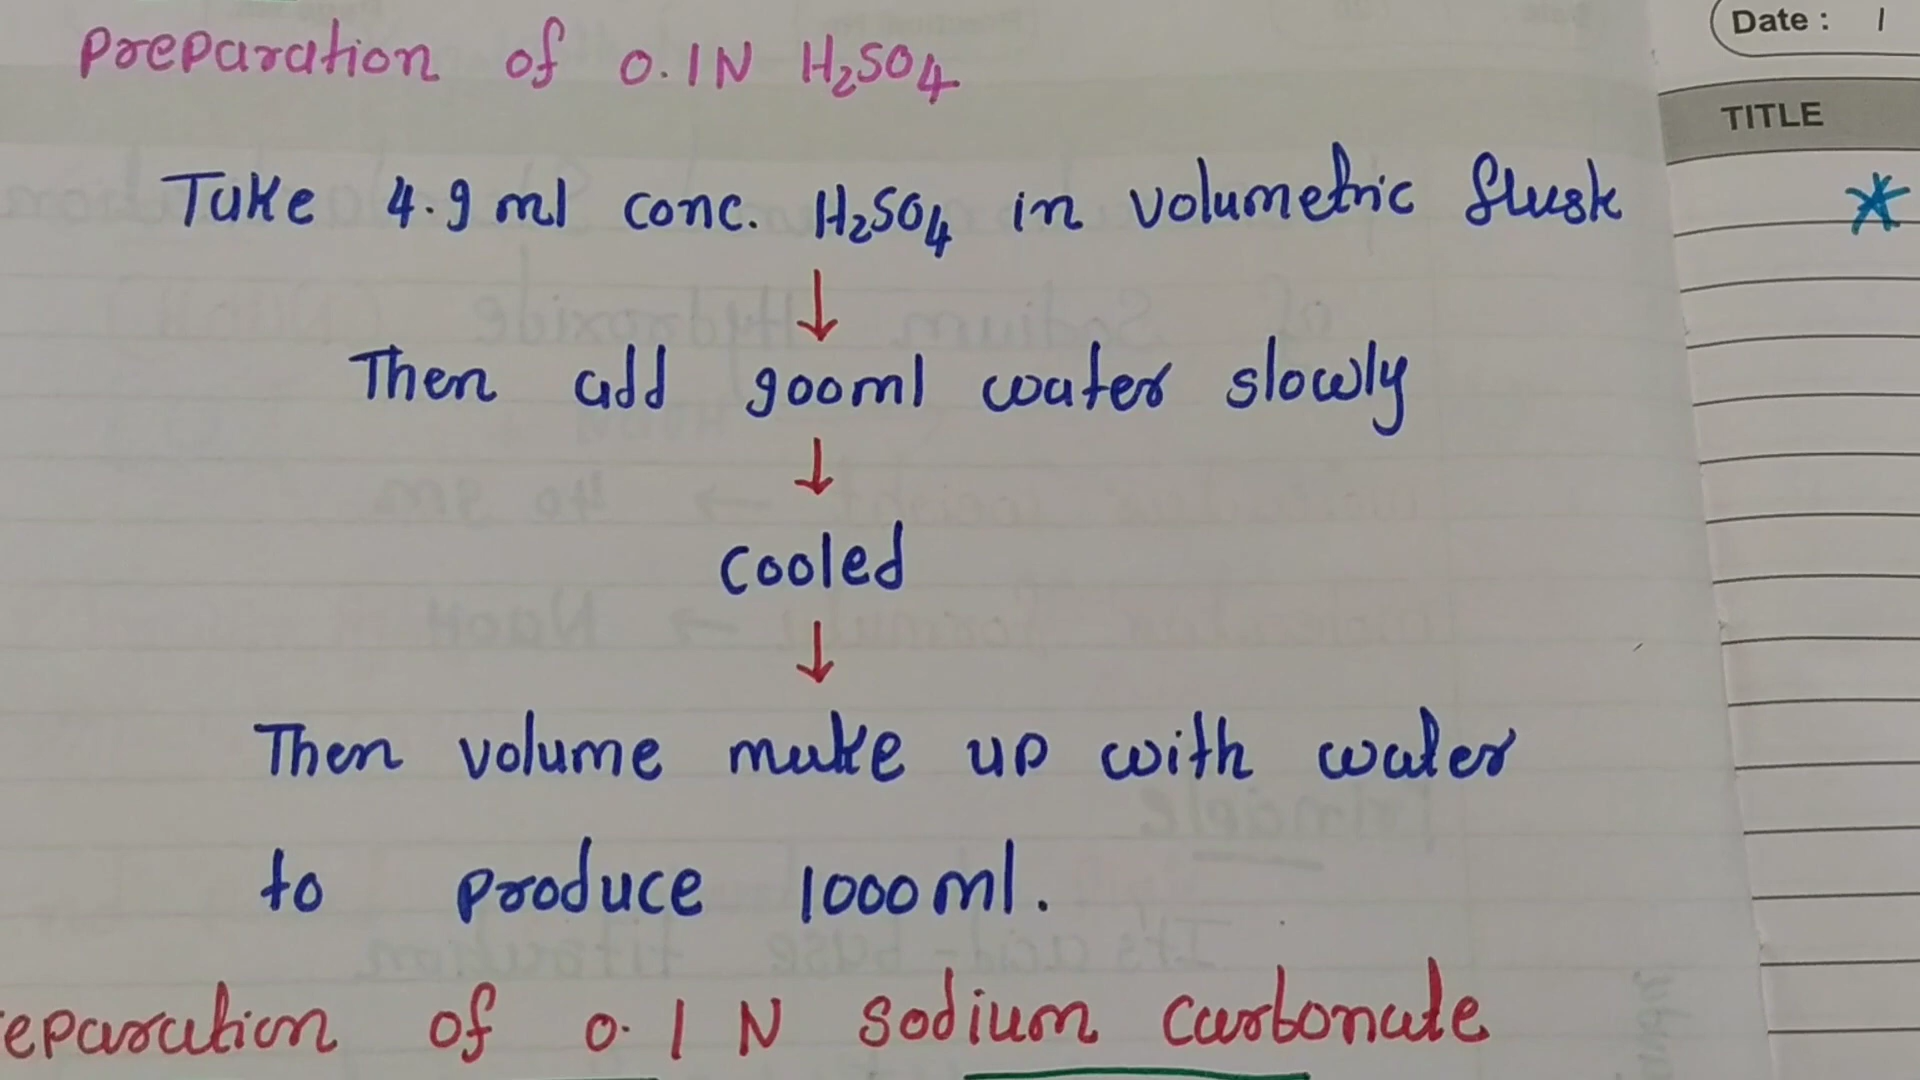 Preparation of 0.1N H₂SO₄
Take 4.9 ml conc. H₂SO₄ in volumetric flask
↓
Then add 900ml water slowly
↓
cooled
↓
Then volume make up with water
to produce 1000ml.
eparation of 0.1 N sodium carbonate
Date : 1
TITLE